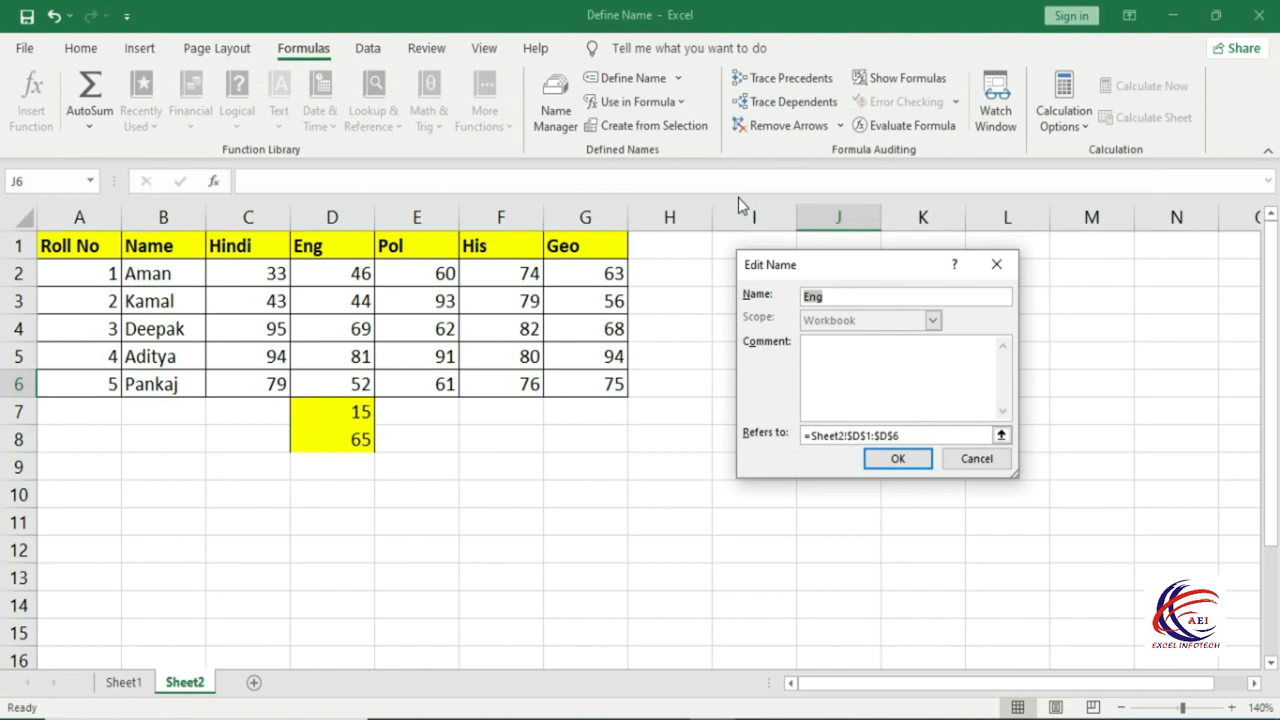 Define Name - Excel
Sign in
File Home Insert Page Layout Formulas Data Review View Help Tell me what you want to do Share
Insert Function
AutoSum
Recently Used
Financial
Logical
Text
Date & Time
Lookup & Reference
Math & Trig
More Functions
Function Library
Name Manager
Define Name
Use in Formula
Create from Selection
Defined Names
Trace Precedents
Trace Dependents
Remove Arrows
Show Formulas
Error Checking
Evaluate Formula
Formula Auditing
Watch Window
Calculation Options
Calculate Now
Calculate Sheet
Calculation
J6 fx
A B C D E F G H I J K L M N
1 Roll No Name Hindi Eng Pol His Geo
2 1 Aman 33 46 60 74 63
3 2 Kamal 43 44 93 79 56
4 3 Deepak 95 69 62 82 68
5 4 Aditya 94 81 91 80 94
6 5 Pankaj 79 52 61 76 75
7 15
8 65
9
10
11
12
13
14
15
16
Edit Name ?
Name: Eng
Scope: Workbook
Comment:
Refers to: =Sheet2!$D$1:$D$6
OK Cancel
AEI
EXCEL INFOTECH
Sheet1 Sheet2
Ready 140%